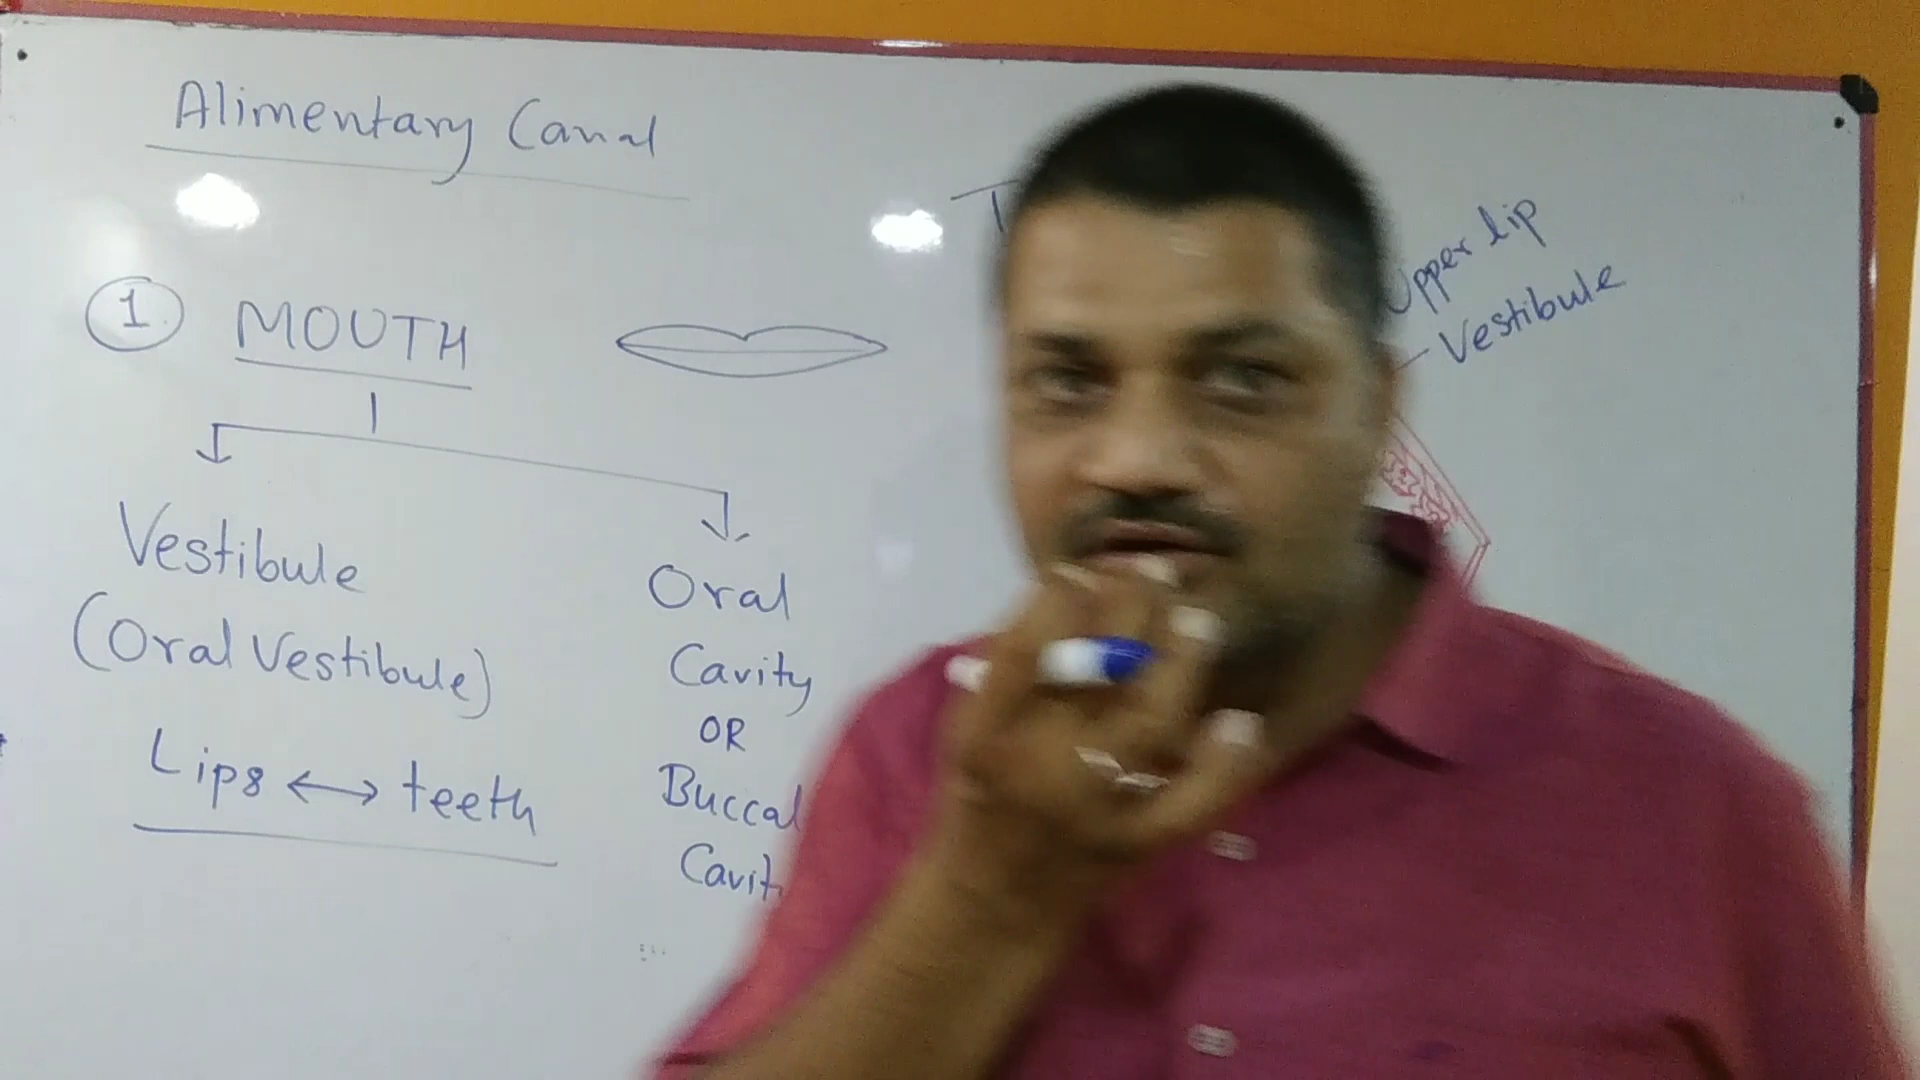 Alimentary Canal
1 MOUTH
Vestibule
(Oral Vestibule)
Lips ↔ teeth
Oral
Cavity
OR
Buccal
Upper Lip
Vestibule